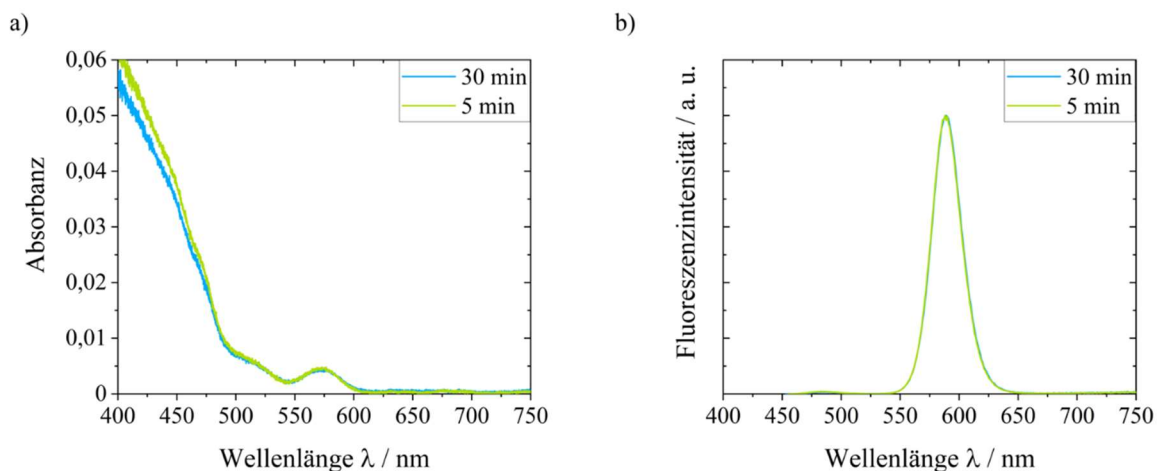 a)
0,06
0,05
0,04
0,03
0,02
0,01
0
Absorbanz
30 min
5 min
400 450 500 550 600 650 700 750
Wellenlänge λ / nm
b)
Fluoreszenzintensität / a. u.
30 min
5 min
400 450 500 550 600 650 700 750
Wellenlänge λ / nm